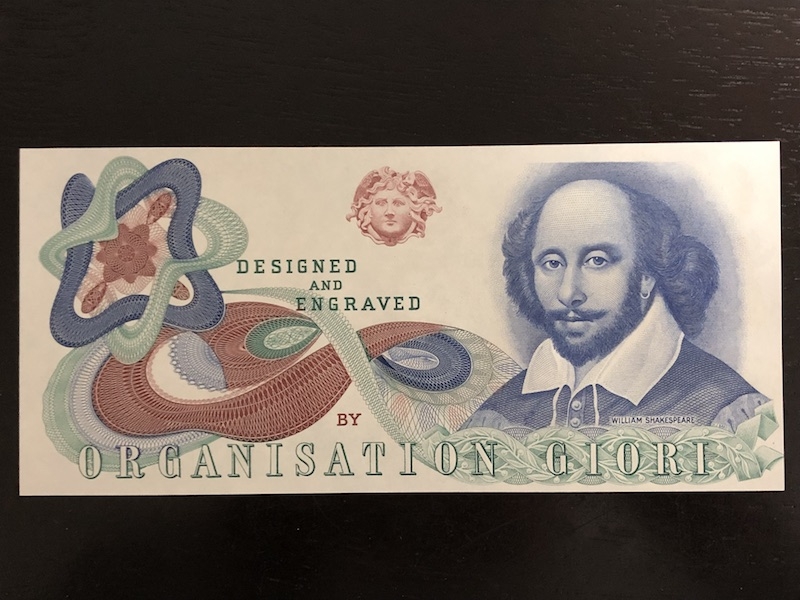 DESIGNED
AND
ENGRAVED
BY
ORGANISATION GIORI
WILLIAM SHAKESPEARE